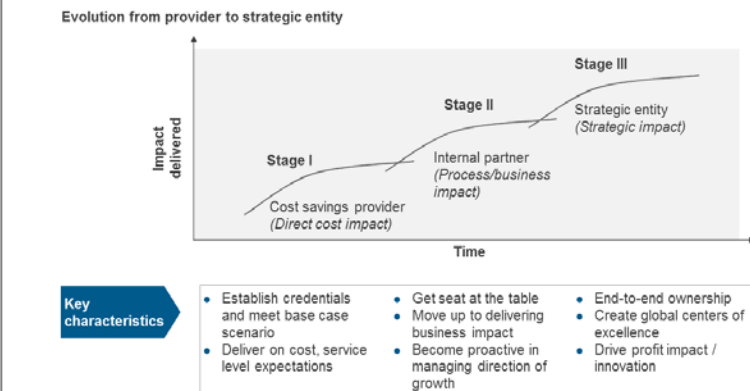 Evolution from provider to strategic entity
Stage III
Stage II
Strategic entity
(Strategic impact)
Impact
delivered
Stage I
Internal partner
(Process/business
impact)
Cost savings provider
(Direct cost impact)
Time
Key
characteristics
• Establish credentials
and meet base case
scenario
• Deliver on cost, service
level expectations
• Get seat at the table
• Move up to delivering
business impact
• Become proactive in
managing direction of
growth
• End-to-end ownership
• Create global centers of
excellence
• Drive profit impact /
innovation